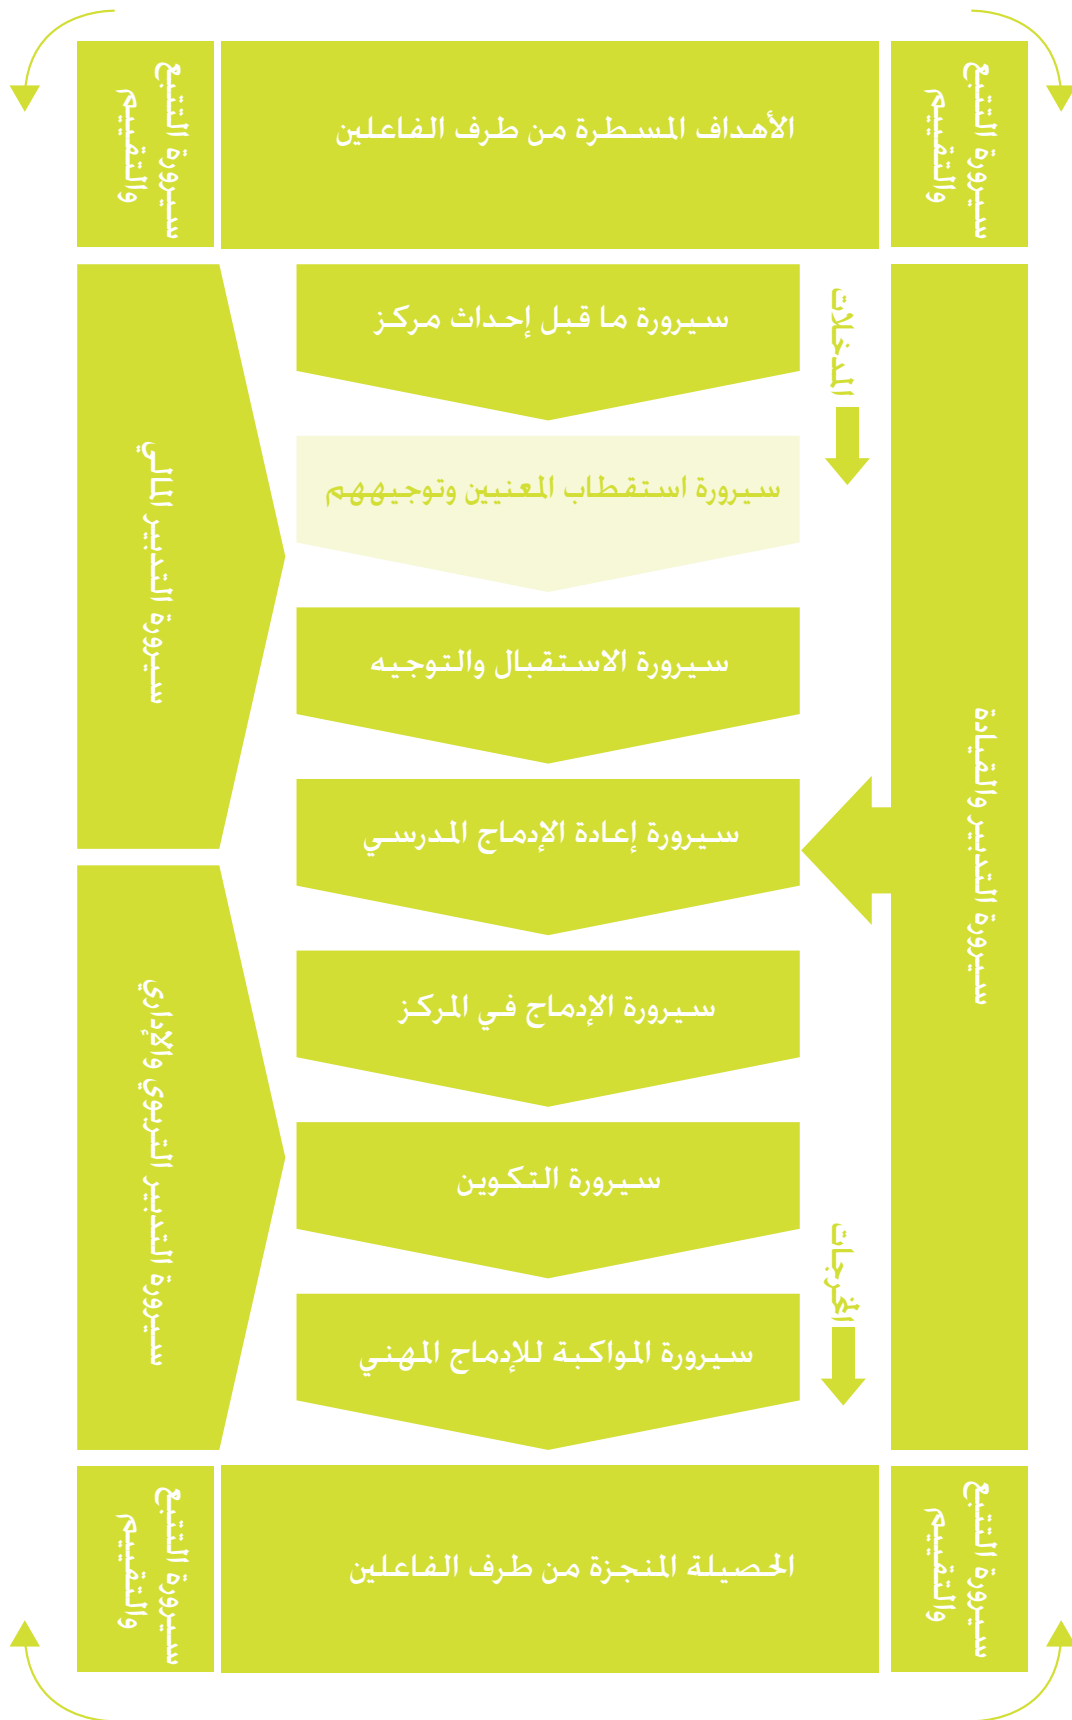 سيرورة التتبع
والتقييم
الأهداف المسطرة من طرف الفاعلين
سيرورة التتبع
والتقييم
المدخلات
سيرورة ما قبل إحداث مركز
سيرورة استقطاب المعنيين وتوجيههم
سيرورة الاستقبال والتوجيه
سيرورة إعادة الإدماج المدرسي
سيرورة الإدماج في المركز
سيرورة التكوين
سيرورة المواكبة للإدماج المهني
المخرجات
سيرورة التدبير والقيادة
سيرورة التدبير المالي
سيرورة التدبير التربوي والإداري
سيرورة التتبع
والتقييم
الحصيلة المنجزة من طرف الفاعلين
سيرورة التتبع
والتقييم